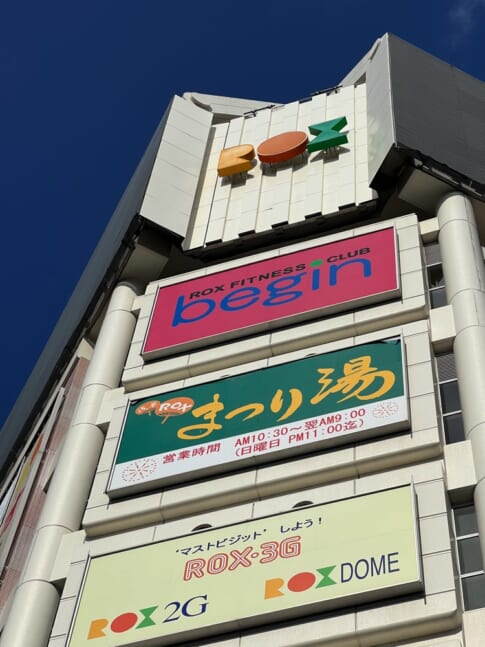 ROX
ROX FITNESS CLUB
begin
ROX
まつり湯
営業時間 AM10:30~翌AM9:00
(日曜日 PM11:00迄)
"マストビジット" しよう!
ROX・3G
ROX 2G
ROX DOME